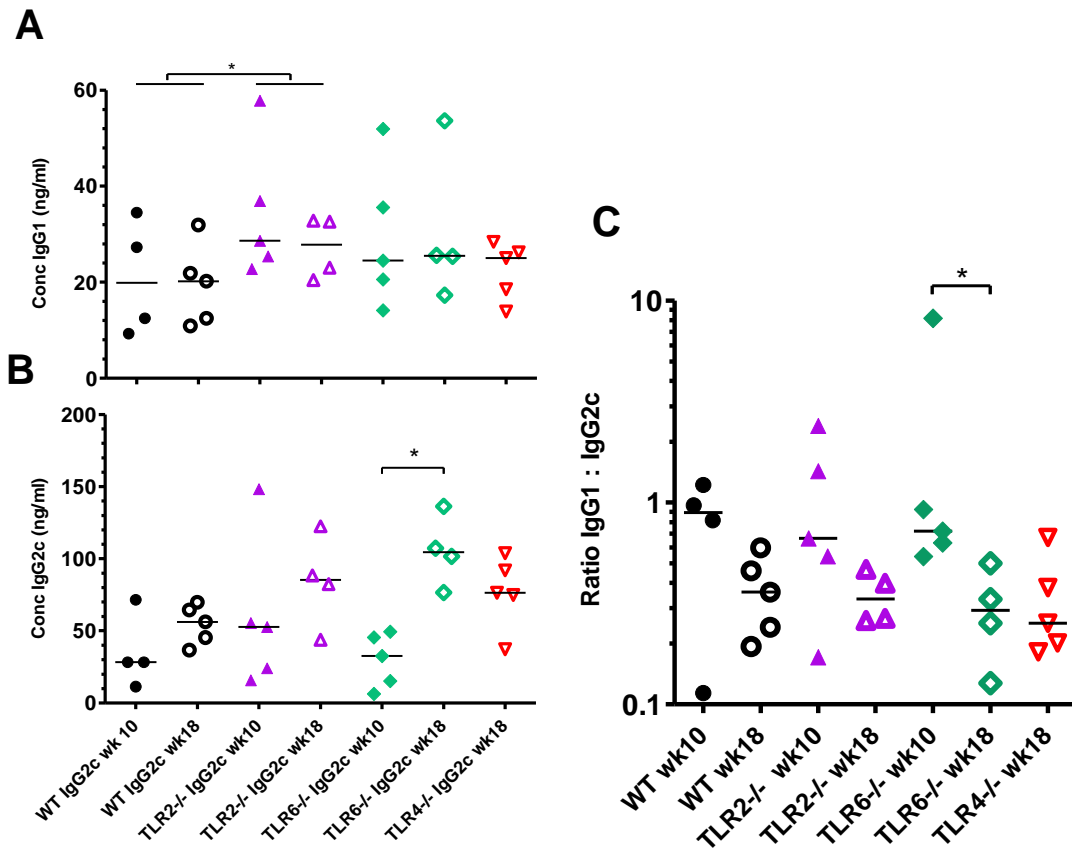 A
*
Conc IgG1 (ng/ml)
60
40
20
0
B
Conc IgG2c (ng/ml)
200
150
100
50
0
*
WT IgG2c wk 10
WT IgG2c wk18
TLR2-/- IgG2c wk10
TLR2-/- IgG2c wk18
TLR6-/- IgG2c wk10
TLR6-/- IgG2c wk18
TLR4-/- IgG2c wk18
C
*
Ratio IgG1 : IgG2c
10
1
0.1
WT wk10
WT wk18
TLR2-/- wk10
TLR2-/- wk18
TLR6-/- wk10
TLR6-/- wk18
TLR4-/- wk18